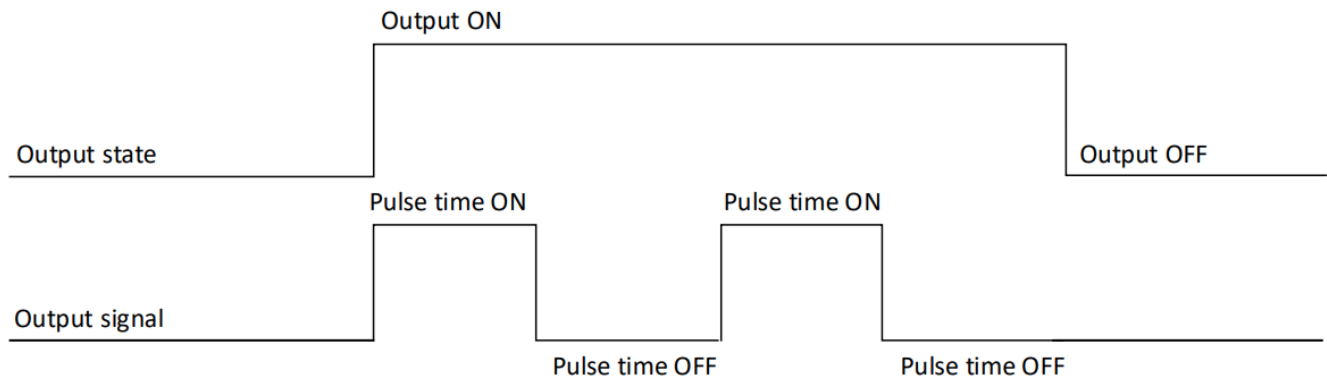 Output ON
Output state
Output OFF
Pulse time ON
Pulse time ON
Output signal
Pulse time OFF
Pulse time OFF